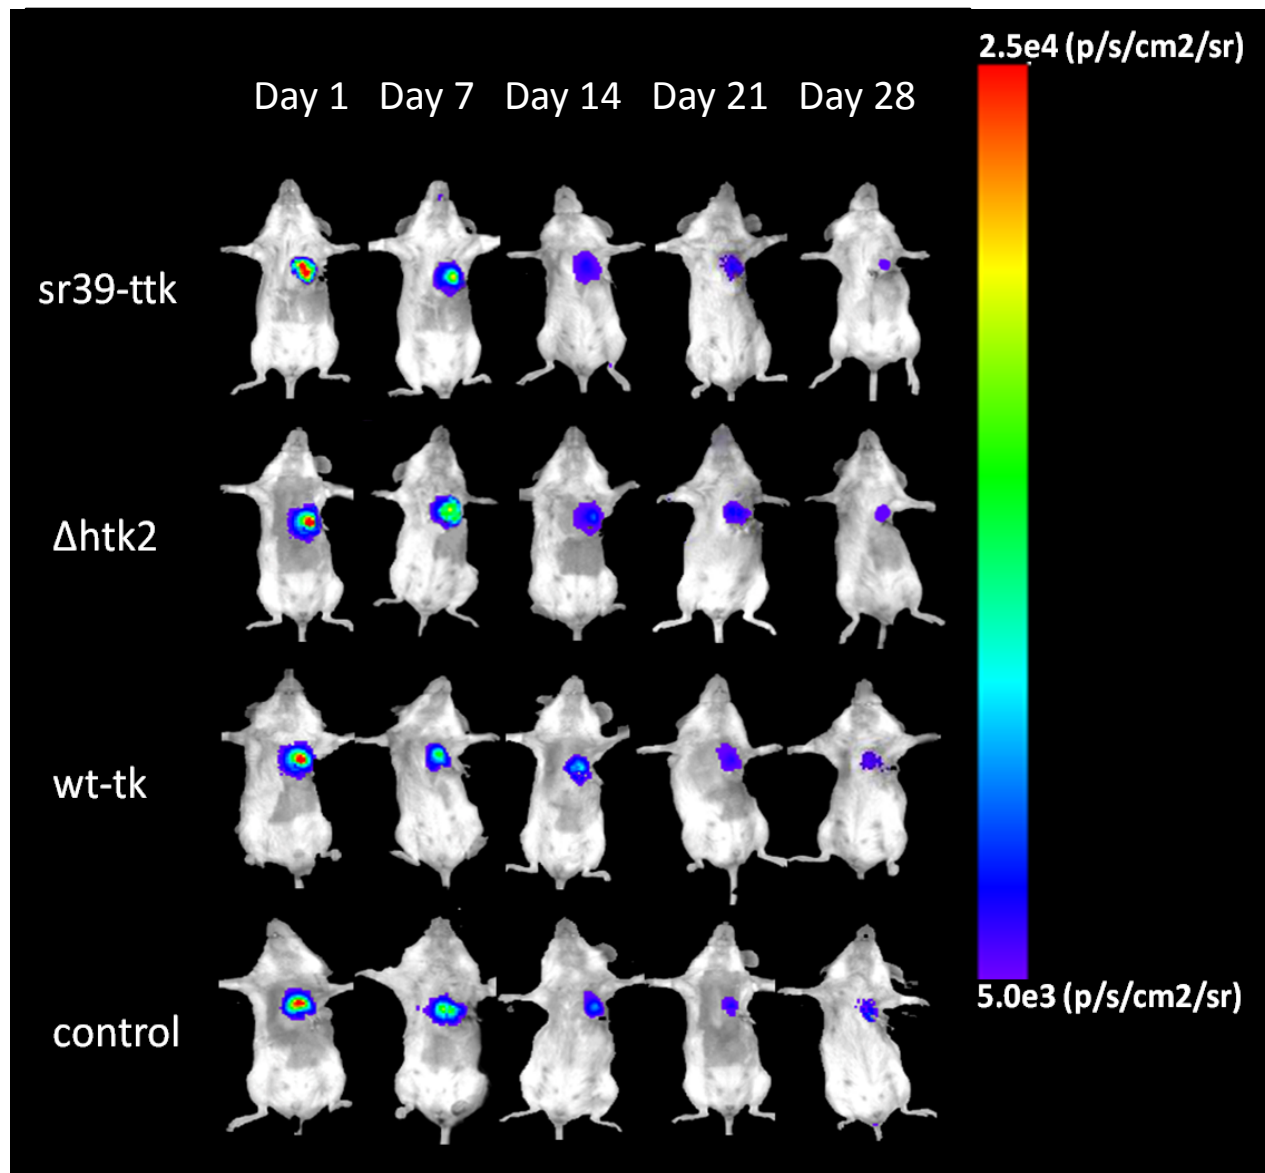 2.5e4 (p/s/cm2/sr)
Day 1 Day 7 Day 14 Day 21 Day 28
sr39-ttk
Δhtk2
wt-tk
5.0e3 (p/s/cm2/sr)
control